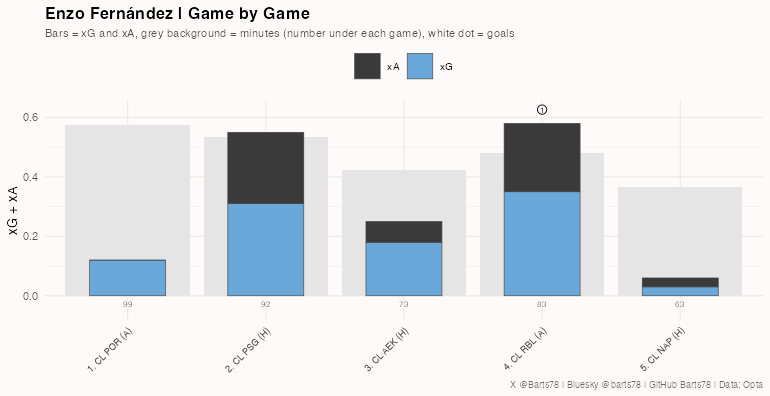 Enzo Fernández | Game by Game
Bars = xG and xA, grey background = minutes (number under each game), white dot = goals
xA xG
xG + xA
0.6
0.4
0.2
0.0
1
99 92 73 83 63
1. CL POR (A)
2. CL PSG (H)
3. CL AEK (H)
4. CL RBL (A)
5. CL NAP (H)
X @Barts78 | Bluesky @barts78 | GitHub Barts78 | Data: Opta